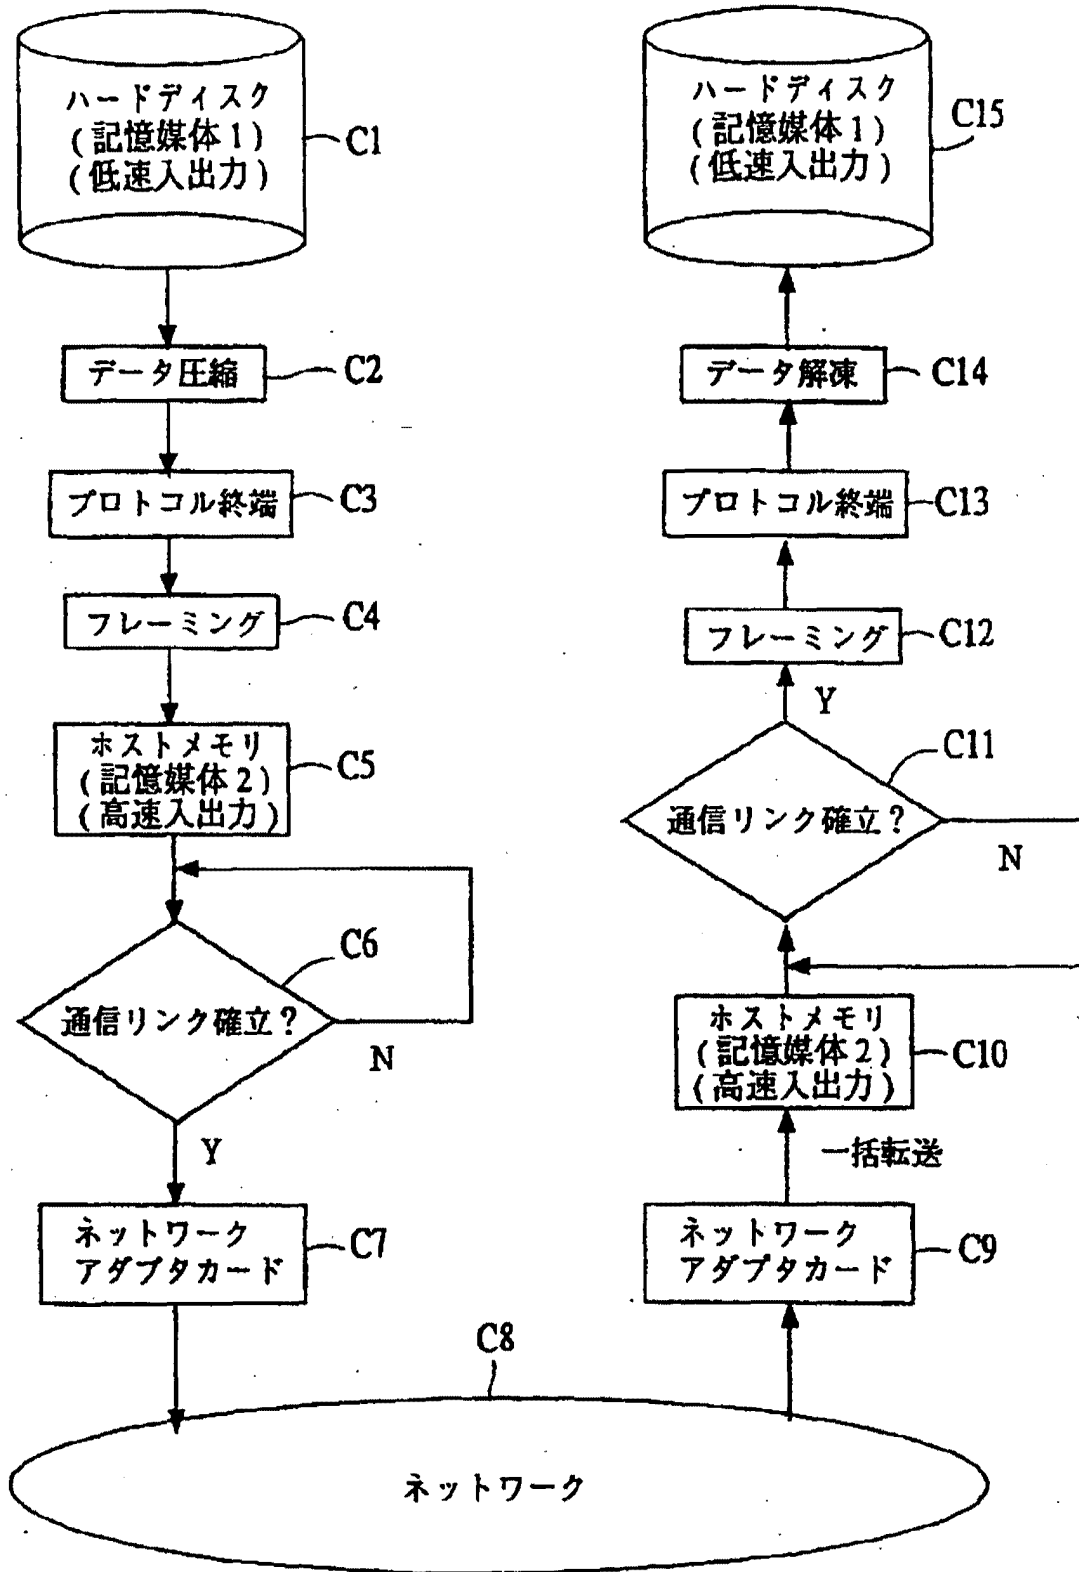 ハードディスク
(記憶媒体1)
(低速入出力)
C1
データ圧縮
C2
プロトコル終端
C3
フレーミング
C4
ホストメモリ
(記憶媒体2)
(高速入出力)
C5
C6
通信リンク確立?
N
Y
ネットワーク
アダプタカード
C7
C8
ネットワーク
ハードディスク
(記憶媒体1)
(低速入出力)
C15
データ解凍
C14
プロトコル終端
C13
フレーミング
C12
Y
C11
通信リンク確立?
N
ホストメモリ
(記憶媒体2)
(高速入出力)
C10
一括転送
ネットワーク
アダプタカード
C9